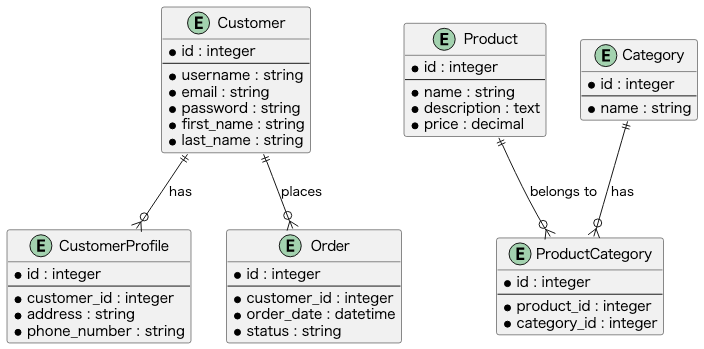 E Customer
● id : integer
● username : string
● email : string
● password : string
● first_name : string
● last_name : string
E Product
● id : integer
● name : string
● description : text
● price : decimal
E Category
● id : integer
● name : string
has
places
belongs to
has
E CustomerProfile
● id : integer
● customer_id : integer
● address : string
● phone_number : string
E Order
● id : integer
● customer_id : integer
● order_date : datetime
● status : string
E ProductCategory
● id : integer
● product_id : integer
● category_id : integer